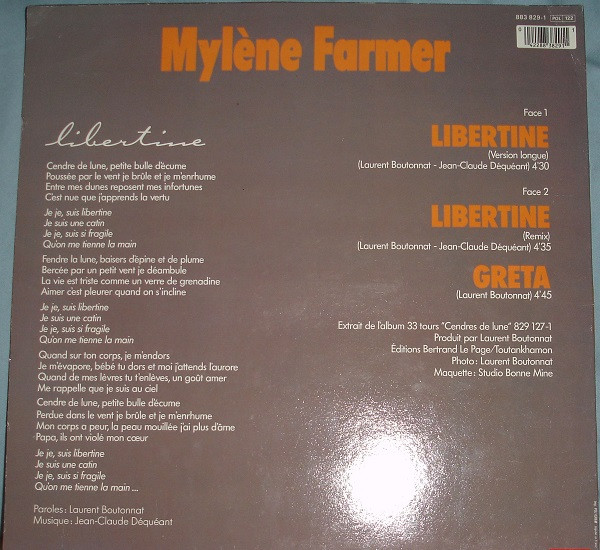 883 829-1 POL 122
Mylène Farmer
libertine
Cendre de lune, petite bulle d'écume
Poussée par le vent je brûle et je m'enrhume
Entre mes dunes reposent mes infortunes
C'est nue que j'apprends la vertu
Je je, suis libertine
Je suis une catin
Je je, suis si fragile
Qu'on me tienne la main
Fendre la lune, baisers d'épine et de plume
Bercée par un petit vent je déambule
La vie est triste comme un verre de grenadine
Aimer c'est pleurer quand on s'incline
Je je, suis libertine
Je suis une catin
Je je, suis si fragile
Qu'on me tienne la main
Quand sur ton corps, je m'endors
Je m'évapore, bébé tu dors et moi j'attends l'aurore
Quand de mes lèvres tu t'enlèves, un goût amer
Me rappelle que je suis au ciel
Cendre de lune, petite bulle d'écume
Perdue dans le vent je brûle et je m'enrhume
Mon corps a peur, la peau mouillée j'ai plus d'âme
Papa, ils ont violé mon cœur
Je je, suis libertine
Je suis une catin
Je je, suis si fragile
Qu'on me tienne la main ...
Paroles : Laurent Boutonnat
Musique : Jean-Claude Déquéant
Face 1
LIBERTINE
(Version longue)
(Laurent Boutonnat - Jean-Claude Déquéant) 4'30
Face 2
LIBERTINE
(Remix)
(Laurent Boutonnat - Jean-Claude Déquéant) 4'35
GRETA
(Laurent Boutonnat) 4'45
Extrait de l'album 33 tours "Cendres de lune" 829 127-1
Produit par Laurent Boutonnat
Éditions Bertrand Le Page/Toutankhamon
Photo : Laurent Boutonnat
Maquette : Studio Bonne Mine